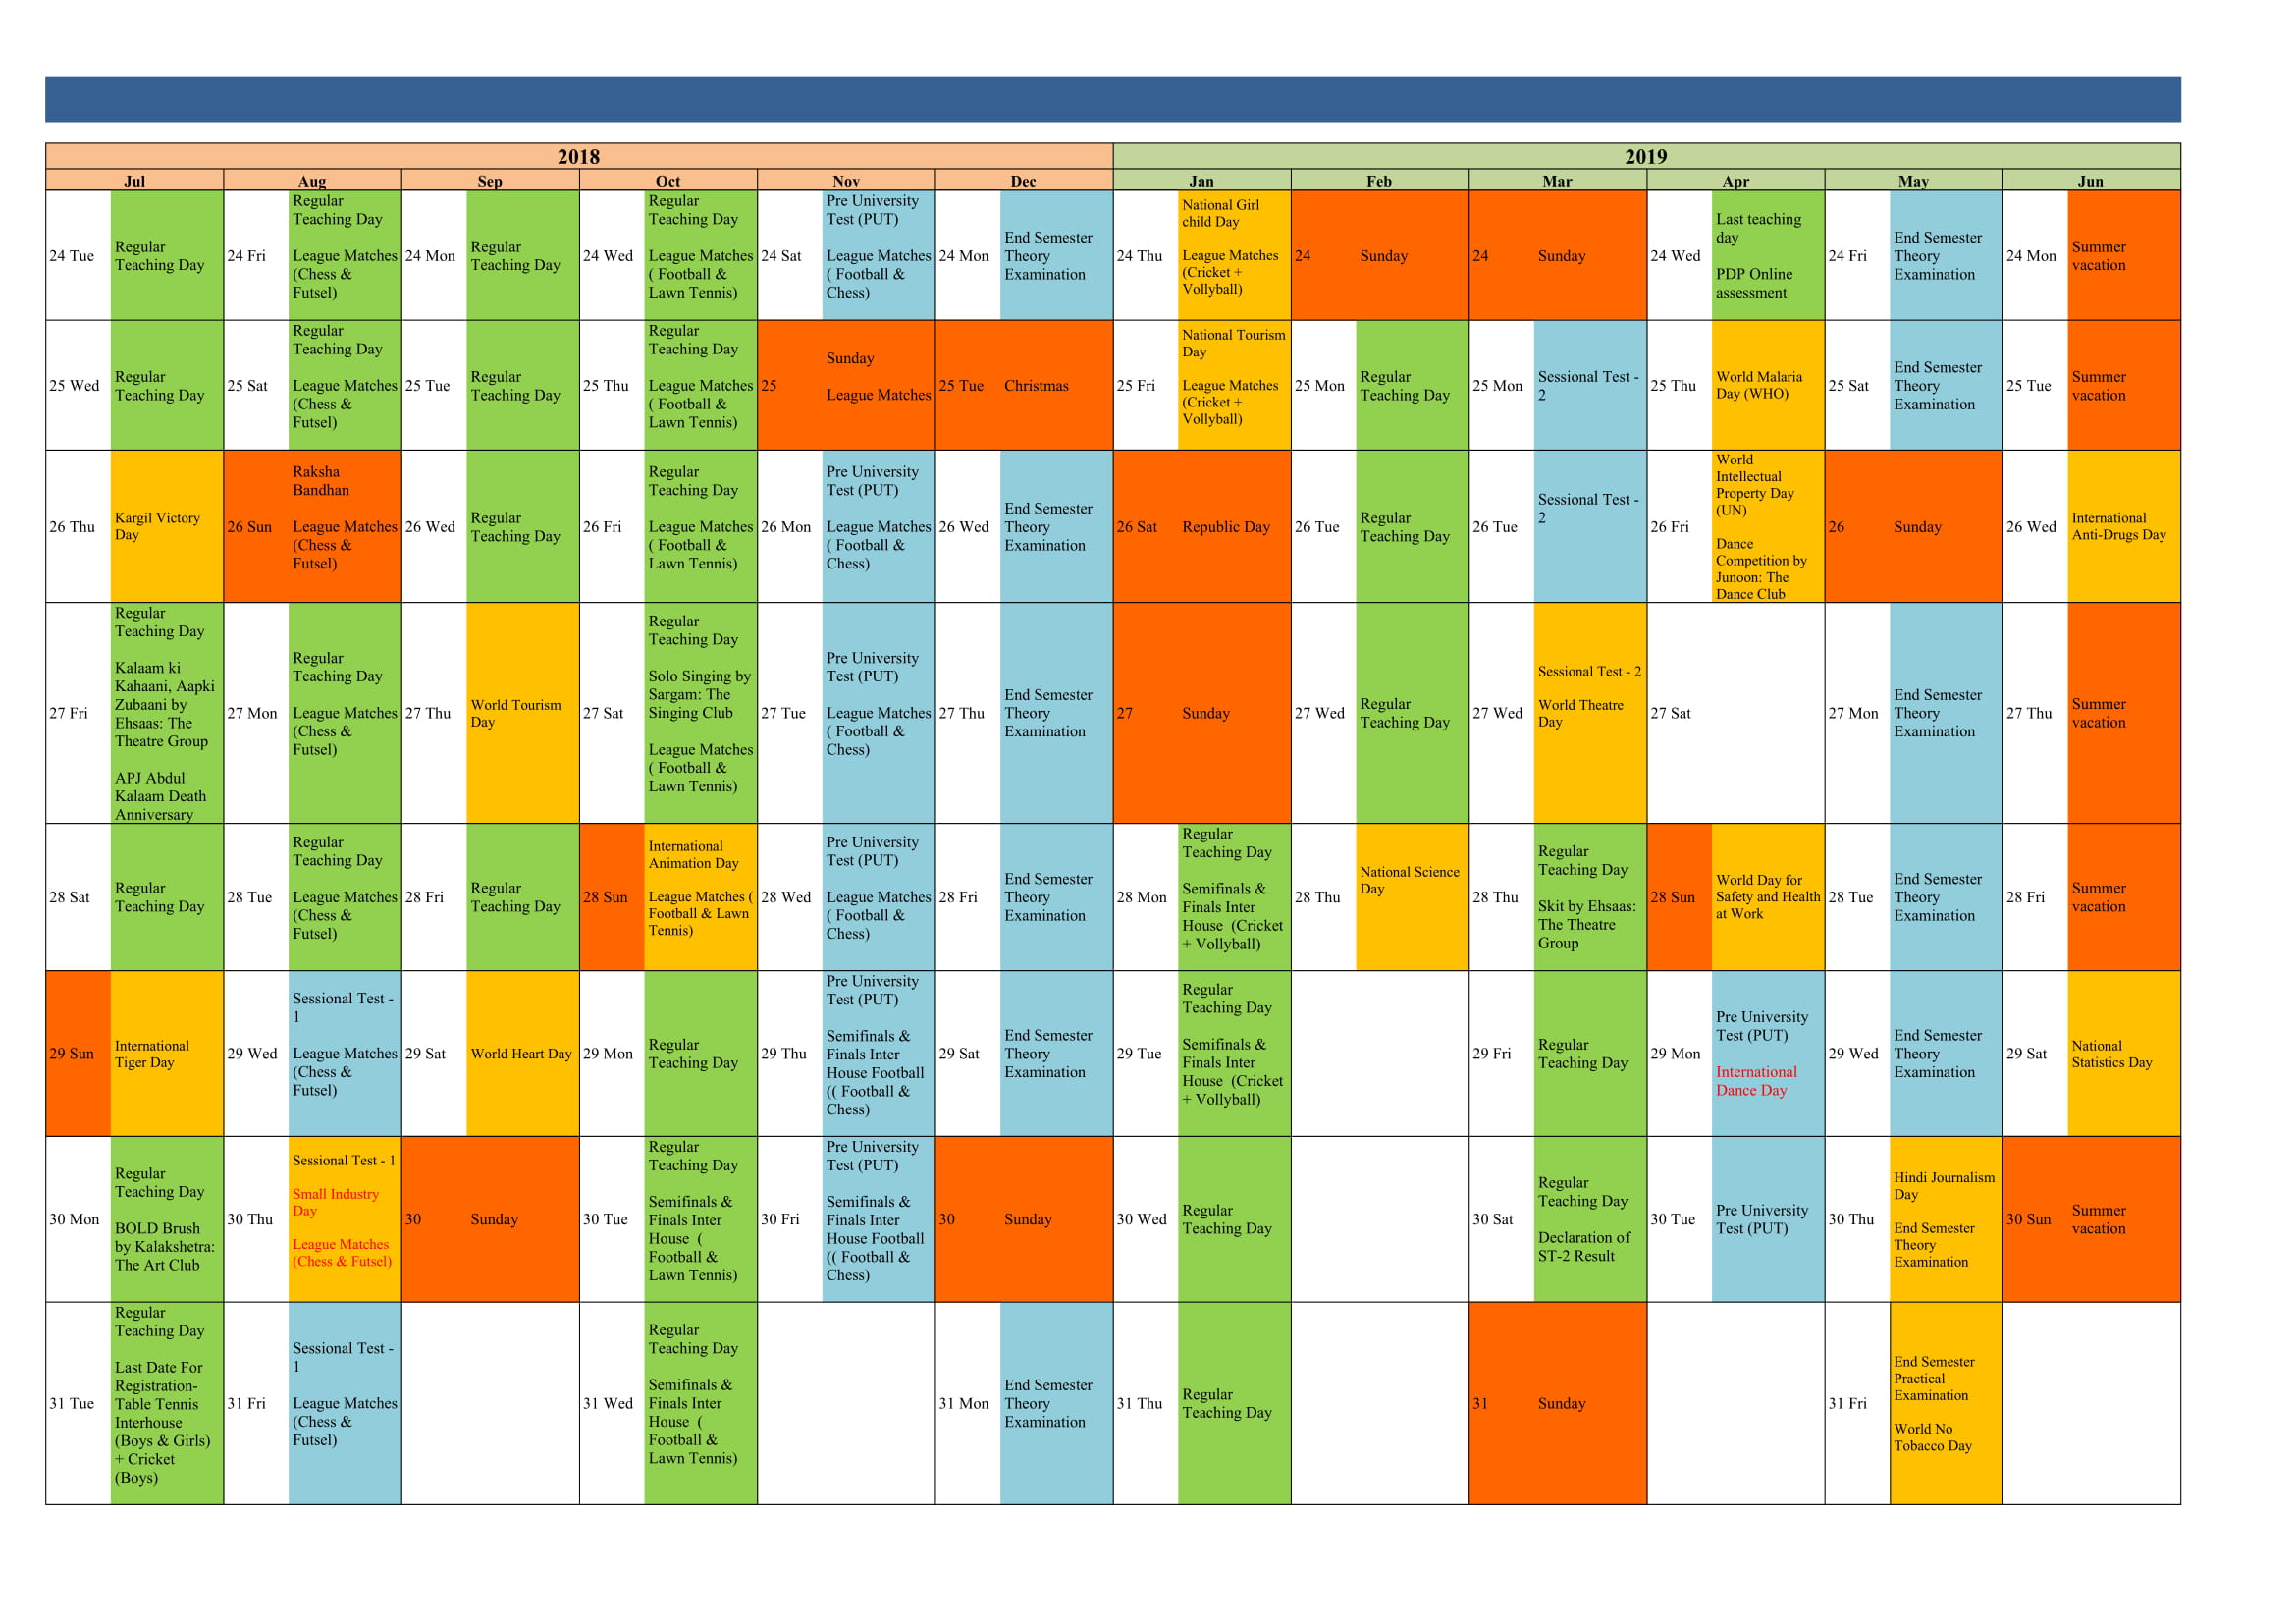 2018
2019
Jul
Aug
Sep
Oct
Nov
Dec
Jan
Feb
Mar
Apr
May
Jun
24 Tue
Regular
Teaching Day
24 Fri
Regular
Teaching Day
League Matches
(Chess &
Futsel)
24 Mon
Regular
Teaching Day
24 Wed
Regular
Teaching Day
League Matches
( Football &
Lawn Tennis)
24 Sat
Pre University
Test (PUT)
League Matches
( Football &
Chess)
24 Mon
End Semester
Theory
Examination
24 Thu
National Girl
child Day
League Matches
(Cricket +
Vollyball)
24
Sunday
24
Sunday
24 Wed
Last teaching
day
PDP Online
assessment
24 Fri
End Semester
Theory
Examination
24 Mon
Summer
vacation
25 Wed
Regular
Teaching Day
25 Sat
Regular
Teaching Day
League Matches
(Chess &
Futsel)
25 Tue
Regular
Teaching Day
25 Thu
Regular
Teaching Day
League Matches
( Football &
Lawn Tennis)
25
Sunday
League Matches
25 Tue
Christmas
25 Fri
National Tourism
Day
League Matches
(Cricket +
Vollyball)
25 Mon
Regular
Teaching Day
25 Mon
Sessional Test -
2
25 Thu
World Malaria
Day (WHO)
25 Sat
End Semester
Theory
Examination
25 Tue
Summer
vacation
26 Thu
Kargil Victory
Day
26 Sun
Raksha
Bandhan
League Matches
(Chess &
Futsel)
26 Wed
Regular
Teaching Day
26 Fri
Regular
Teaching Day
League Matches
( Football &
Lawn Tennis)
26 Mon
Pre University
Test (PUT)
League Matches
( Football &
Chess)
26 Wed
End Semester
Theory
Examination
26 Sat
Republic Day
26 Tue
Regular
Teaching Day
26 Tue
Sessional Test -
2
26 Fri
World
Intellectual
Property Day
(UN)
Dance
Competition by
Junoon: The
Dance Club
26
Sunday
26 Wed
International
Anti-Drugs Day
27 Fri
Regular
Teaching Day
Kalaam ki
Kahaani, Aapki
Zubaani by
Ehsaas: The
Theatre Group
APJ Abdul
Kalaam Death
Anniversary
27 Mon
Regular
Teaching Day
League Matches
(Chess &
Futsel)
27 Thu
World Tourism
Day
27 Sat
Regular
Teaching Day
Solo Singing by
Sargam: The
Singing Club
League Matches
( Football &
Lawn Tennis)
27 Tue
Pre University
Test (PUT)
League Matches
( Football &
Chess)
27 Thu
End Semester
Theory
Examination
27
Sunday
27 Wed
Regular
Teaching Day
27 Wed
Sessional Test - 2
World Theatre
Day
27 Sat
27 Mon
End Semester
Theory
Examination
27 Thu
Summer
vacation
28 Sat
Regular
Teaching Day
28 Tue
Regular
Teaching Day
League Matches
(Chess &
Futsel)
28 Fri
Regular
Teaching Day
28 Sun
International
Animation Day
League Matches (
Football & Lawn
Tennis)
28 Wed
Pre University
Test (PUT)
League Matches
( Football &
Chess)
28 Fri
End Semester
Theory
Examination
28 Mon
Regular
Teaching Day
Semifinals &
Finals Inter
House (Cricket
+ Vollyball)
28 Thu
National Science
Day
28 Thu
Regular
Teaching Day
Skit by Ehsaas:
The Theatre
Group
28 Sun
World Day for
Safety and Health
at Work
28 Tue
End Semester
Theory
Examination
28 Fri
Summer
vacation
29 Sun
International
Tiger Day
29 Wed
Sessional Test -
1
League Matches
(Chess &
Futsel)
29 Sat
World Heart Day
29 Mon
Regular
Teaching Day
29 Thu
Pre University
Test (PUT)
Semifinals &
Finals Inter
House Football
(( Football &
Chess)
29 Sat
End Semester
Theory
Examination
29 Tue
Regular
Teaching Day
Semifinals &
Finals Inter
House (Cricket
+ Vollyball)
29 Fri
Regular
Teaching Day
29 Mon
Pre University
Test (PUT)
International
Dance Day
29 Wed
End Semester
Theory
Examination
29 Sat
National
Statistics Day
30 Mon
Regular
Teaching Day
BOLD Brush
by Kalakshetra:
The Art Club
30 Thu
Sessional Test - 1
Small Industry
Day
League Matches
(Chess & Futsel)
30
Sunday
30 Tue
Regular
Teaching Day
Semifinals &
Finals Inter
House (
Football &
Lawn Tennis)
30 Fri
Pre University
Test (PUT)
Semifinals &
Finals Inter
House Football
(( Football &
Chess)
30
Sunday
30 Wed
Regular
Teaching Day
30 Sat
Regular
Teaching Day
Declaration of
ST-2 Result
30 Tue
Pre University
Test (PUT)
30 Thu
Hindi Journalism
Day
End Semester
Theory
Examination
30 Sun
Summer
vacation
31 Tue
Regular
Teaching Day
Last Date For
Registration-
Table Tennis
Interhouse
(Boys & Girls)
+ Cricket
(Boys)
31 Fri
Sessional Test -
1
League Matches
(Chess &
Futsel)
31 Wed
Regular
Teaching Day
Semifinals &
Finals Inter
House (
Football &
Lawn Tennis)
31 Mon
End Semester
Theory
Examination
31 Thu
Regular
Teaching Day
31
Sunday
31 Fri
End Semester
Practical
Examination
World No
Tobacco Day